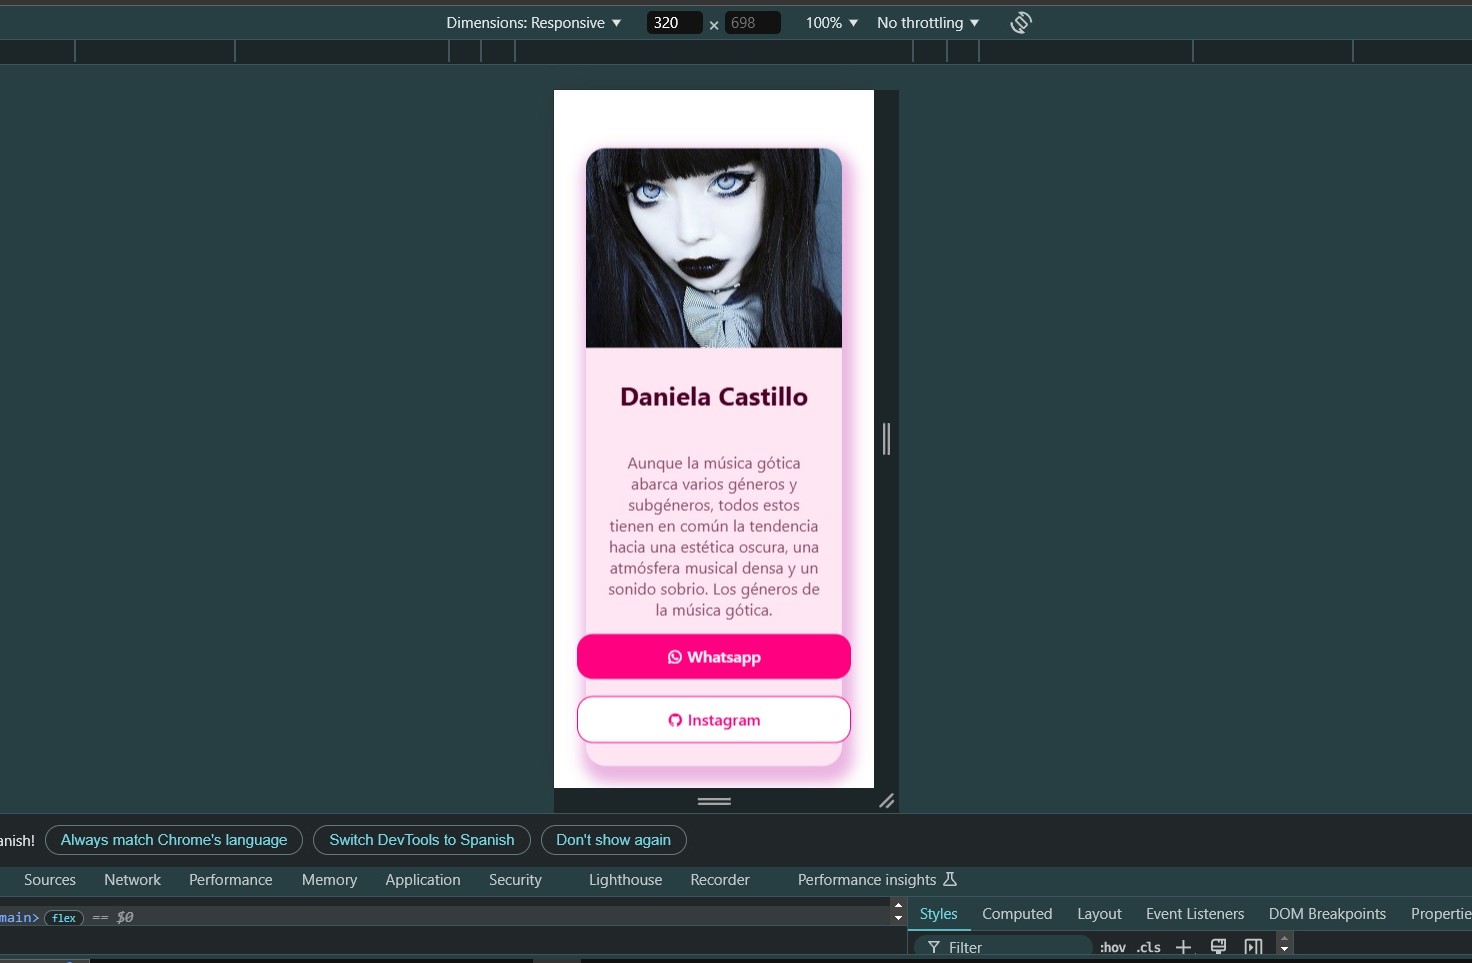 Dimensions: Responsive ▼ 320 × 698 100% ▼ No throttling ▼
Daniela Castillo
Aunque la música gótica
abarca varios géneros y
subgéneros, todos estos
tienen en común la tendencia
hacia una estética oscura, una
atmósfera musical densa y un
sonido sobrio. Los géneros de
la música gótica.
Whatsapp
Instagram
anish! Always match Chrome's language Switch DevTools to Spanish Don't show again
Sources Network Performance Memory Application Security Lighthouse Recorder Performance insights
main> flex == $0
Styles Computed Layout Event Listeners DOM Breakpoints Propertie
Filter :hov .cls